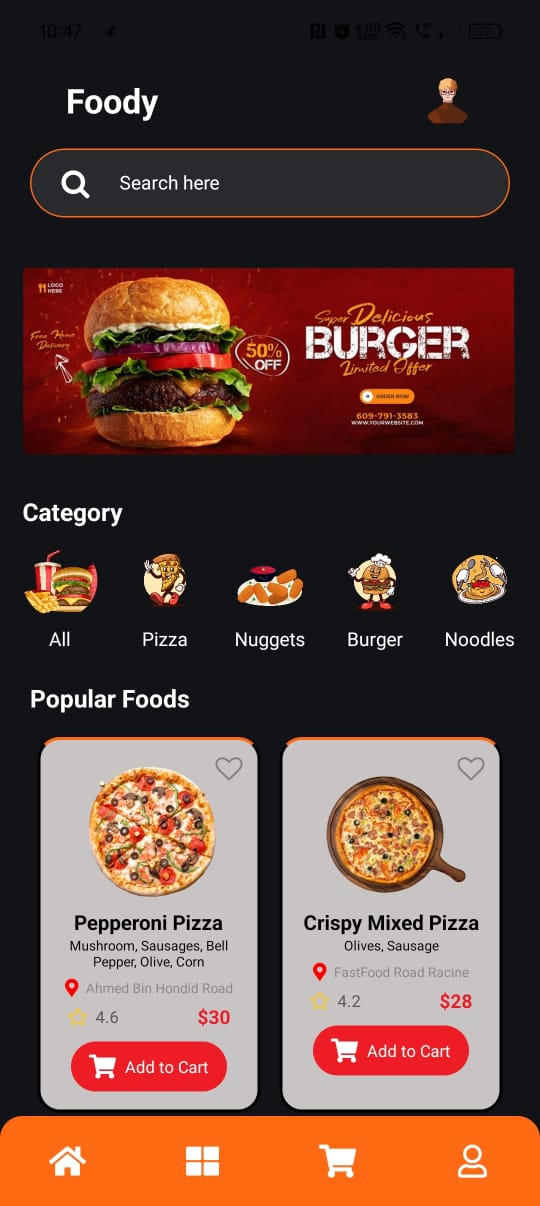 10:47
4.00
KB/S
27
Foody
Search here
LOGO
HERE
Free Home
Delivery
50%
OFF
Super Delicious
BURGER
Limited Offer
ORDER NOW
609-791-3583
WWW.YOURWEBSITE.COM
Category
All
Pizza
Nuggets
Burger
Noodles
Popular Foods
Pepperoni Pizza
Mushroom, Sausages, Bell
Pepper, Olive, Corn
Ahmed Bin Hondid Road
4.6
$30
Add to Cart
Crispy Mixed Pizza
Olives, Sausage
FastFood Road Racine
4.2
$28
Add to Cart